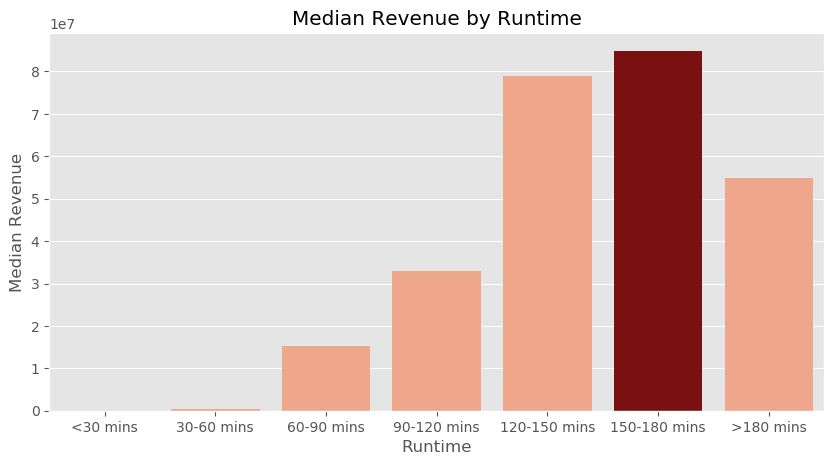 Median Revenue by Runtime
1e7
8
7
6
5
4
3
2
1
0
Median Revenue
<30 mins 30-60 mins 60-90 mins 90-120 mins 120-150 mins 150-180 mins >180 mins
Runtime